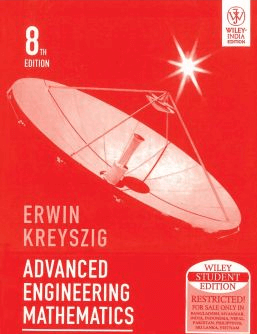 WILEY-
INDIA
EDITION
8TH
EDITION
ERWIN
KREYSZIG
ADVANCED
ENGINEERING
MATHEMATICS
WILEY
STUDENT
EDITION
RESTRICTED!
FOR SALE ONLY IN
BANGLADESH, MYANMAR,
INDIA, INDONESIA, NEPAL,
PAKISTAN, PHILIPPINES,
SRI LANKA, VIETNAM